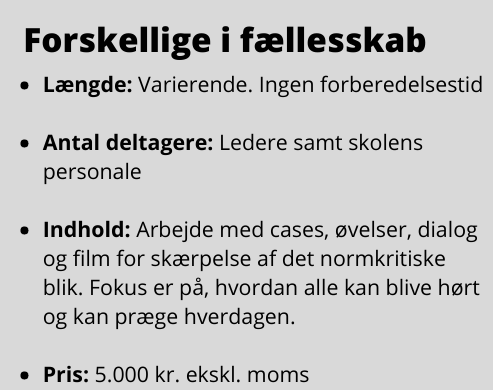 Forskellige i fællesskab
• Længde: Varierende. Ingen forberedelsestid
• Antal deltagere: Ledere samt skolens
personale
• Indhold: Arbejde med cases, øvelser, dialog
og film for skærpelse af det normkritiske
blik. Fokus er på, hvordan alle kan blive hørt
og kan præge hverdagen.
• Pris: 5.000 kr. ekskl. moms